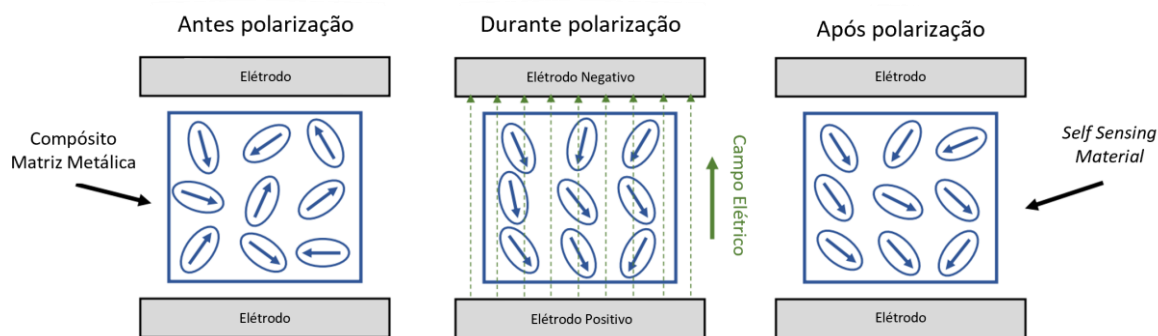 Antes polarização
Durante polarização
Após polarização
Elétrodo
Elétrodo Negativo
Elétrodo
Compósito
Matriz Metálica
Campo Elétrico
Self Sensing
Material
Elétrodo
Elétrodo Positivo
Elétrodo